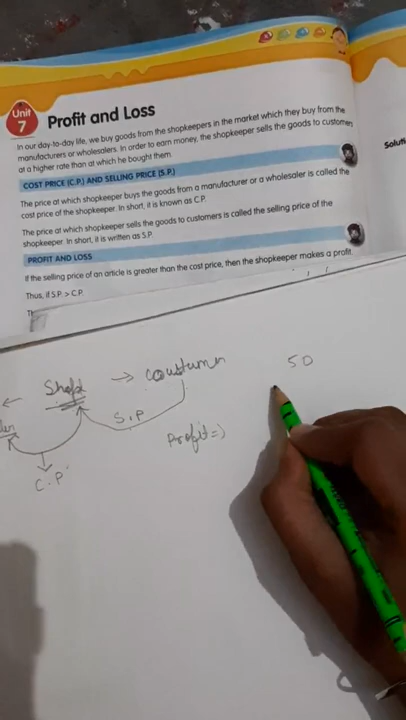 Unit
7
Profit and Loss
In our day-to-day life, we buy goods from the shopkeepers in the market which they buy from the
manufacturers or wholesalers. In order to earn money, the shopkeeper sells the goods to customers
at a higher rate than at which he bought them.
COST PRICE (C.P.) AND SELLING PRICE (S.P.)
The price at which shopkeeper buys the goods from a manufacturer or a wholesaler is called the
cost price of the shopkeeper. In short, it is known as C.P.
The price at which shopkeeper sells the goods to customers is called the selling price of the
shopkeeper. In short, it is written as S.P.
PROFIT AND LOSS
If the selling price of an article is greater than the cost price, then the shopkeeper makes a profit.
Thus, if S.P. > C.P.
← → coustumer 50
S.P
Profit =>
C.P